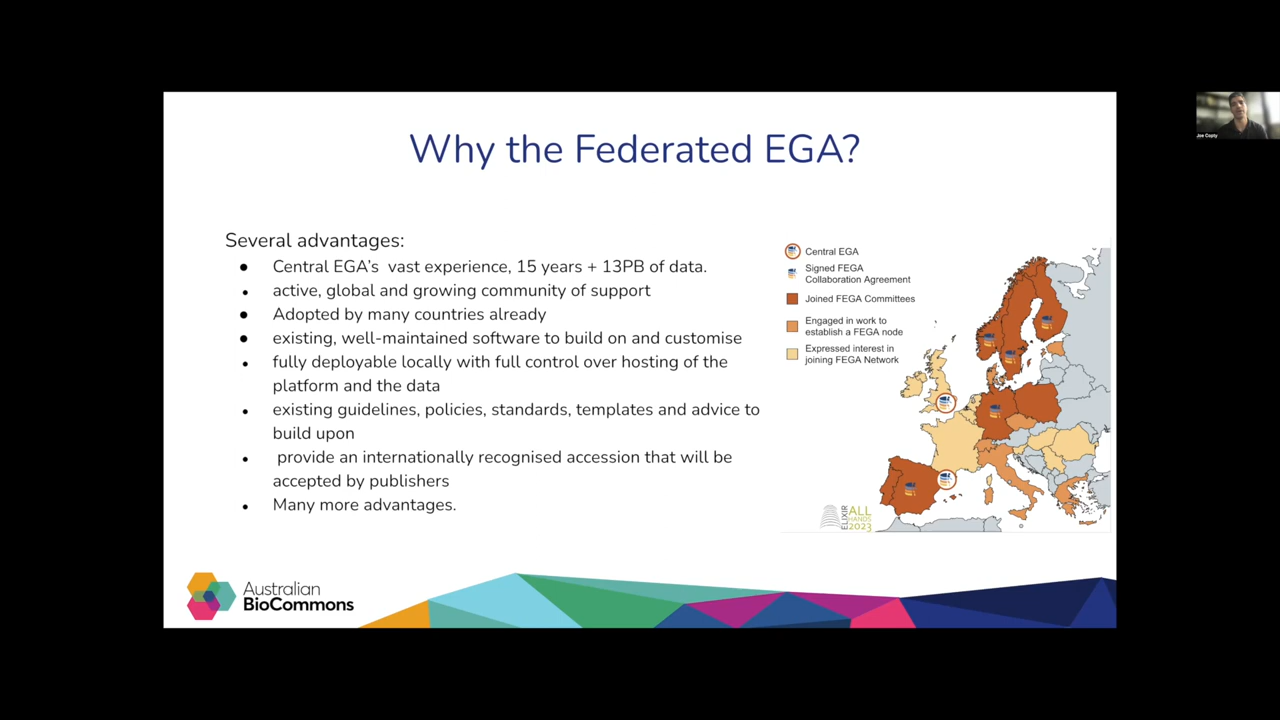 Why the Federated EGA?
Several advantages:
● Central EGA's vast experience, 15 years + 13PB of data.
● active, global and growing community of support
● Adopted by many countries already
● existing, well-maintained software to build on and customise
● fully deployable locally with full control over hosting of the
platform and the data
● existing guidelines, policies, standards, templates and advice to
build upon
● provide an internationally recognised accession that will be
accepted by publishers
● Many more advantages.
Central EGA
Signed FEGA
Collaboration Agreement
Joined FEGA Committees
Engaged in work to
establish a FEGA node
Expressed interest in
joining FEGA Network
ELIXIR
ALL
HANDS
2023
Australian
BioCommons
Joe Copty